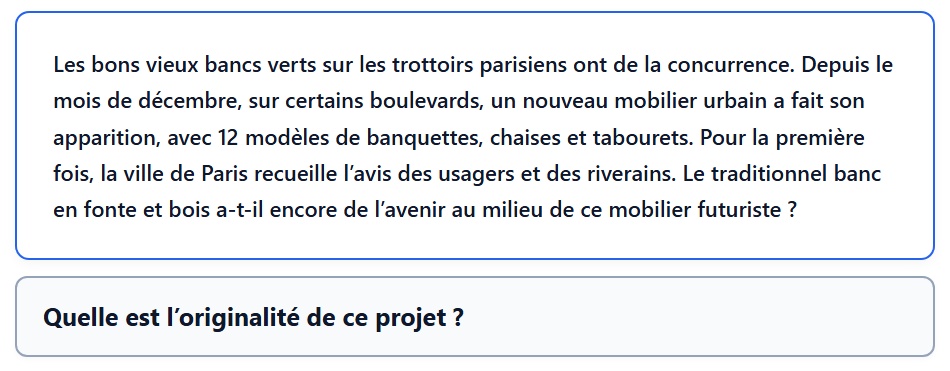 Les bons vieux bancs verts sur les trottoirs parisiens ont de la concurrence. Depuis le
mois de décembre, sur certains boulevards, un nouveau mobilier urbain a fait son
apparition, avec 12 modèles de banquettes, chaises et tabourets. Pour la première
fois, la ville de Paris recueille l’avis des usagers et des riverains. Le traditionnel banc
en fonte et bois a-t-il encore de l’avenir au milieu de ce mobilier futuriste ?
Quelle est l’originalité de ce projet ?